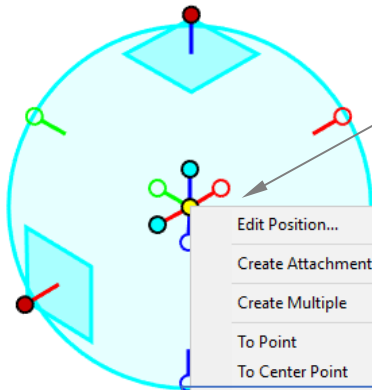 Edit Position...
Create Attachment
Create Multiple
To Point
To Center Point